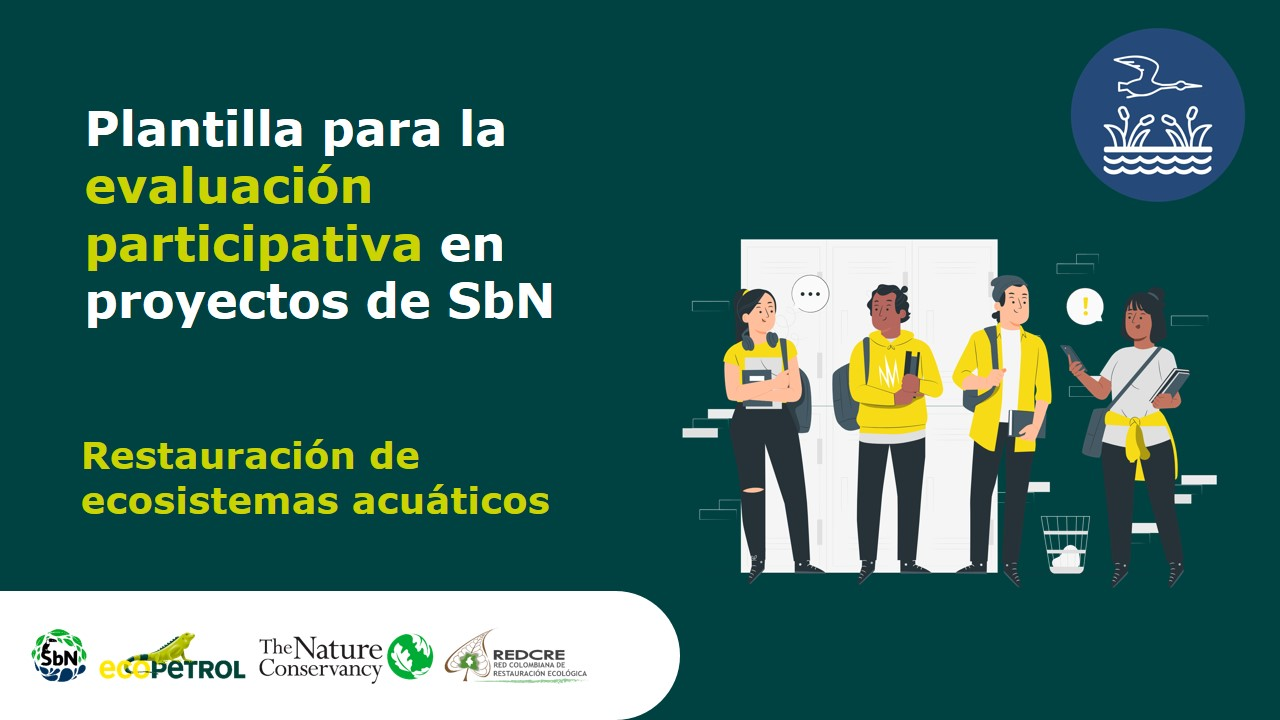 Plantilla para la
evaluación
participativa en
proyectos de SbN
Restauración de
ecosistemas acuáticos
SbN
ecopetrol
The Nature
Conservancy
REDCRE
RED COLOMBIANA DE
RESTAURACIÓN ECOLÓGICA